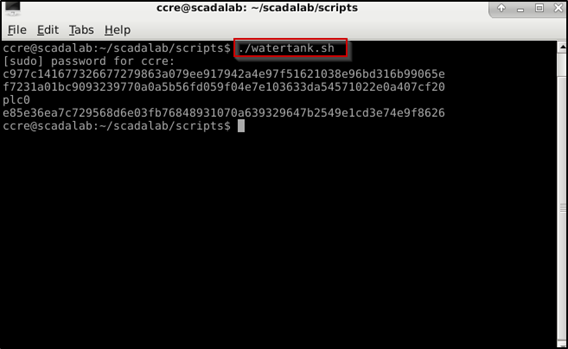 ccre@scadalab: ~/scadalab/scripts
File Edit Tabs Help
ccre@scadalab:~/scadalab/scripts$ ./watertank.sh
[sudo] password for ccre:
c977c141677326677279863a079ee917942a4e97f51621038e96bd316b99065e
f7231a01bc9093239770a0a5b56fd059f04e7e103633da54571022e0a407cf20
plc0
e85e36ea7c729568d6e03fb76848931070a639329647b2549e1cd3e74e9f8626
ccre@scadalab:~/scadalab/scripts$